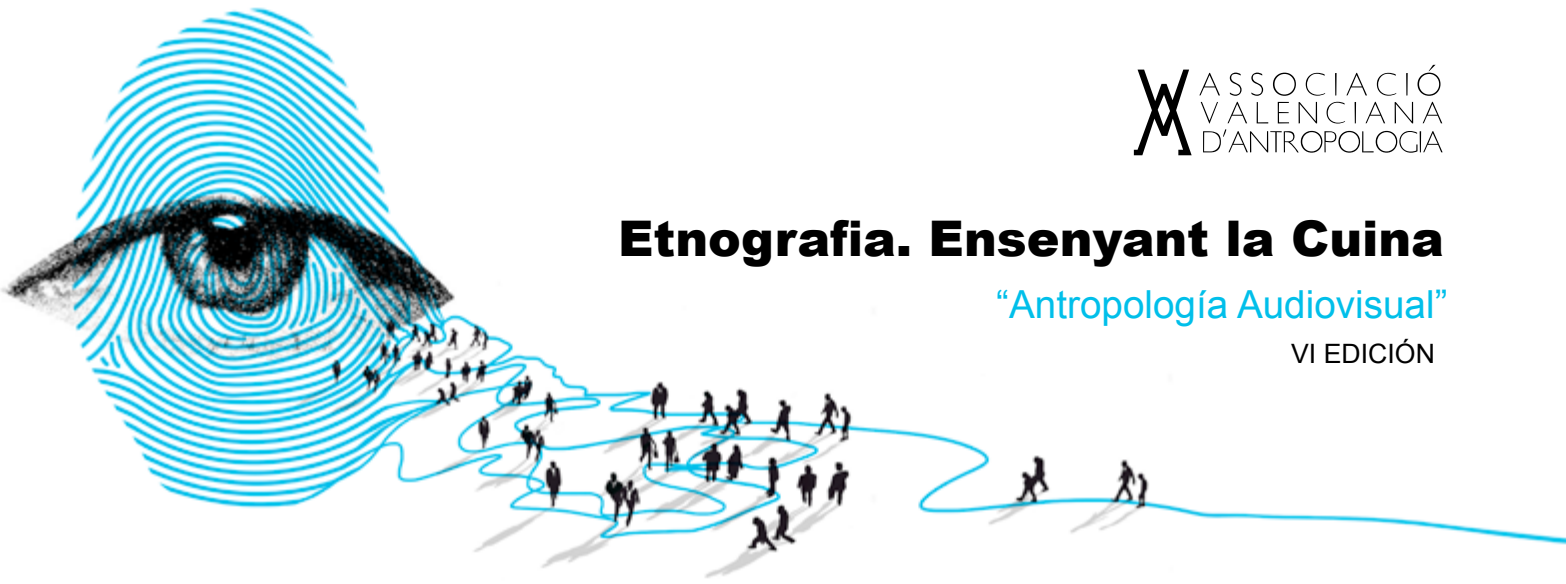 ASSOCIACIÓ
VALENCIANA
D'ANTROPOLOGIA
Etnografia. Ensenyant la Cuina
“Antropología Audiovisual”
VI EDICIÓN